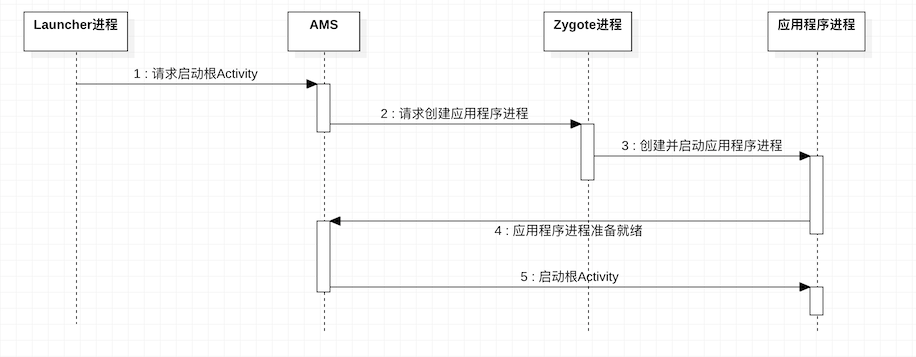 Launcher进程
AMS
Zygote进程
应用程序进程
1 : 请求启动根Activity
2 : 请求创建应用程序进程
3 : 创建并启动应用程序进程
4 : 应用程序进程准备就绪
5 : 启动根Activity